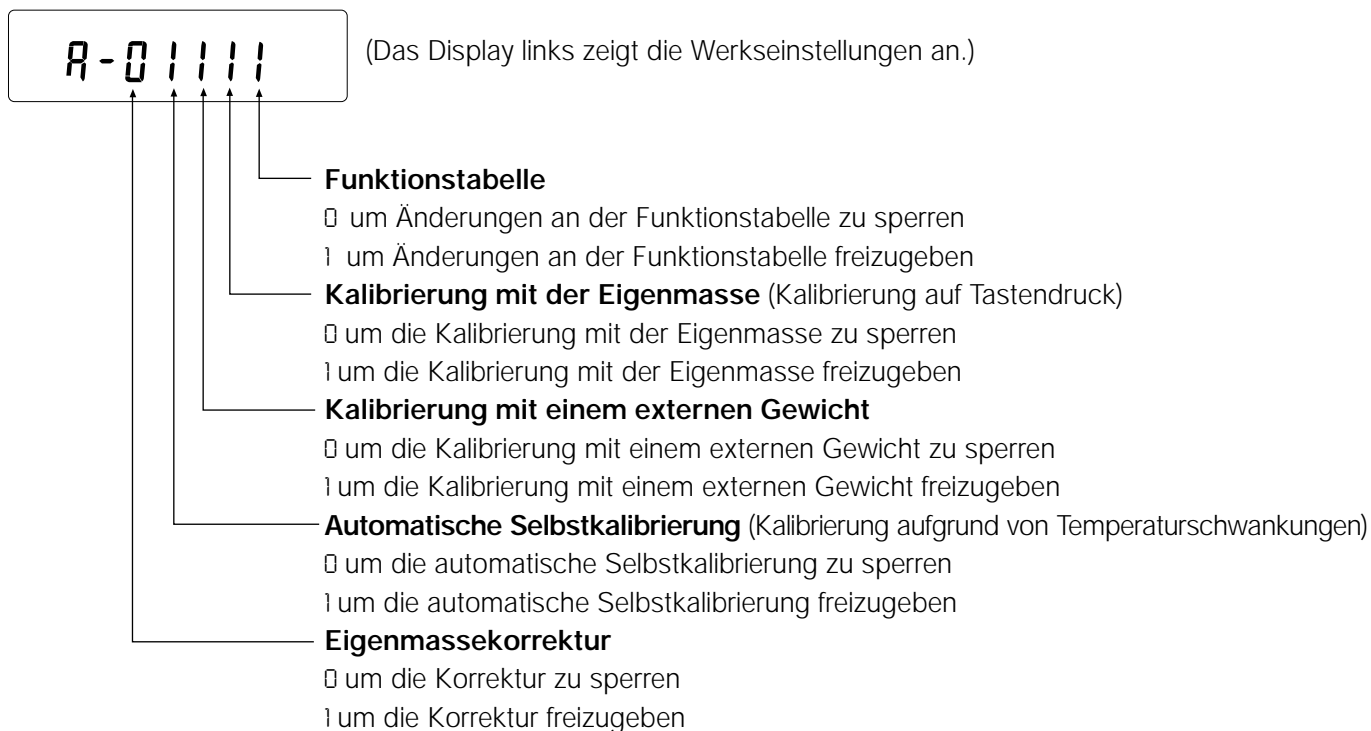 A-01111
(Das Display links zeigt die Werkseinstellungen an.)
Funktionstabelle
0 um Änderungen an der Funktionstabelle zu sperren
1 um Änderungen an der Funktionstabelle freizugeben
Kalibrierung mit der Eigenmasse (Kalibrierung auf Tastendruck)
0 um die Kalibrierung mit der Eigenmasse zu sperren
1 um die Kalibrierung mit der Eigenmasse freizugeben
Kalibrierung mit einem externen Gewicht
0 um die Kalibrierung mit einem externen Gewicht zu sperren
1 um die Kalibrierung mit einem externen Gewicht freizugeben
Automatische Selbstkalibrierung (Kalibrierung aufgrund von Temperaturschwankungen)
0 um die automatische Selbstkalibrierung zu sperren
1 um die automatische Selbstkalibrierung freizugeben
Eigenmassekorrektur
0 um die Korrektur zu sperren
1 um die Korrektur freizugeben